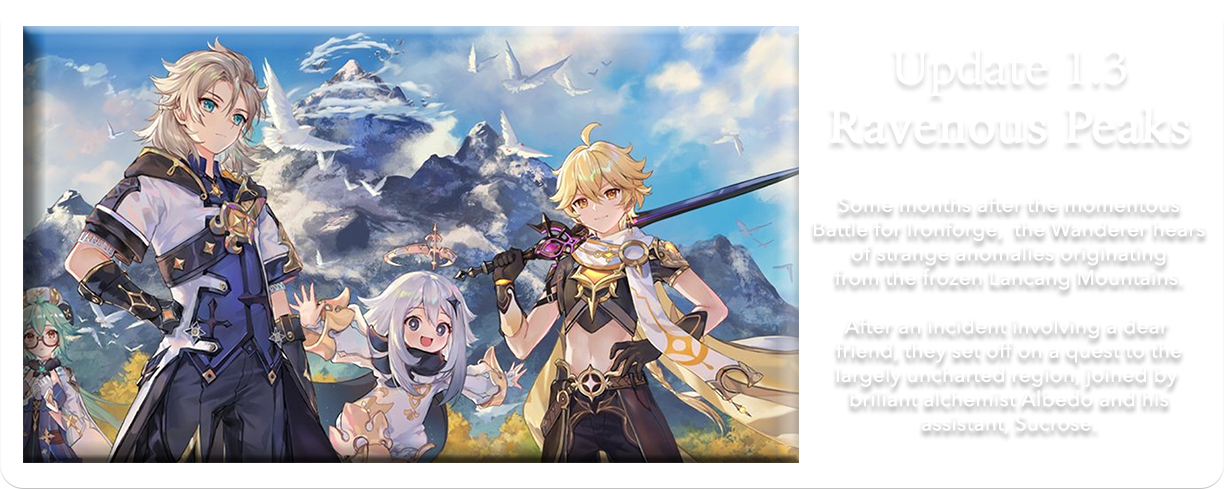 Update 1.3
Ravenous Peaks
Some months after the momentous
Battle for Ironforge, the Wanderer hears
of strange anomalies originating
from the frozen Lancang Mountains.
After an incident involving a dear
friend, they set off on a quest to the
largely uncharted region, joined by
brillant alchemist Albedo and his
assistant, Sucrose.